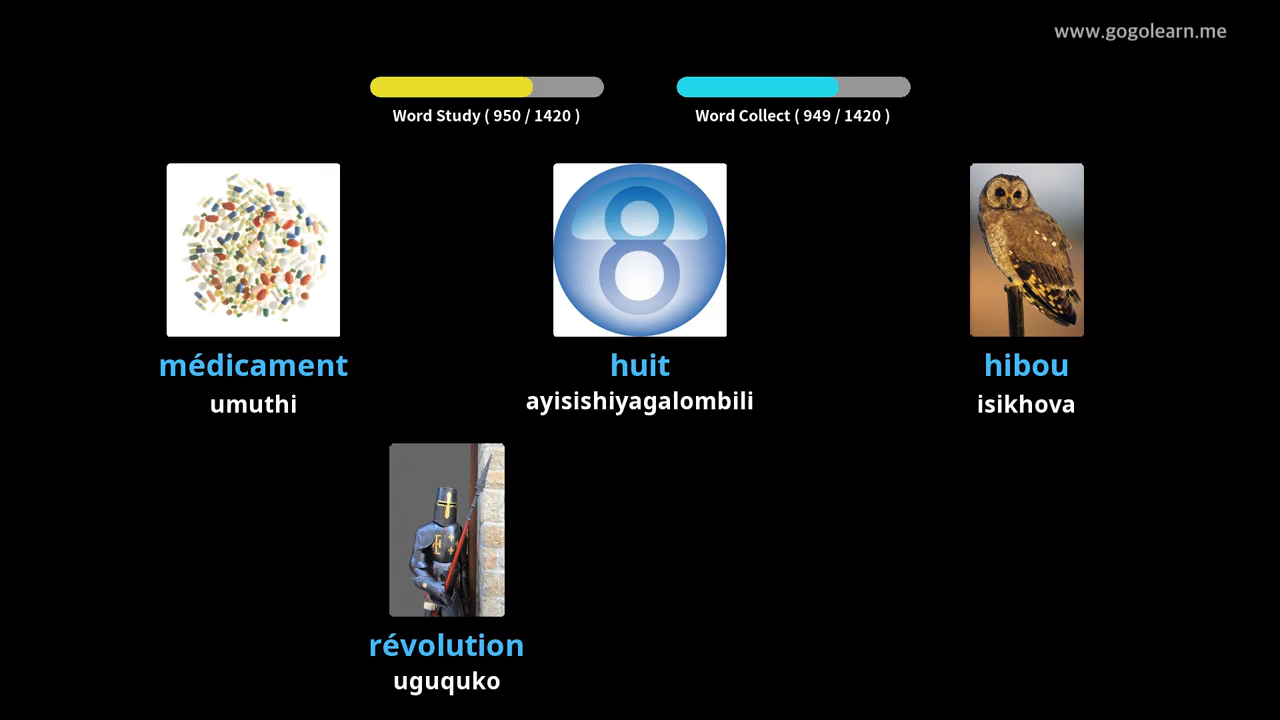 www.gogolearn.me
Word Study ( 950 / 1420 )
Word Collect ( 949 / 1420 )
8
médicament
huit
hibou
umuthi
ayisishiyagalombili
isikhova
révolution
uguquko